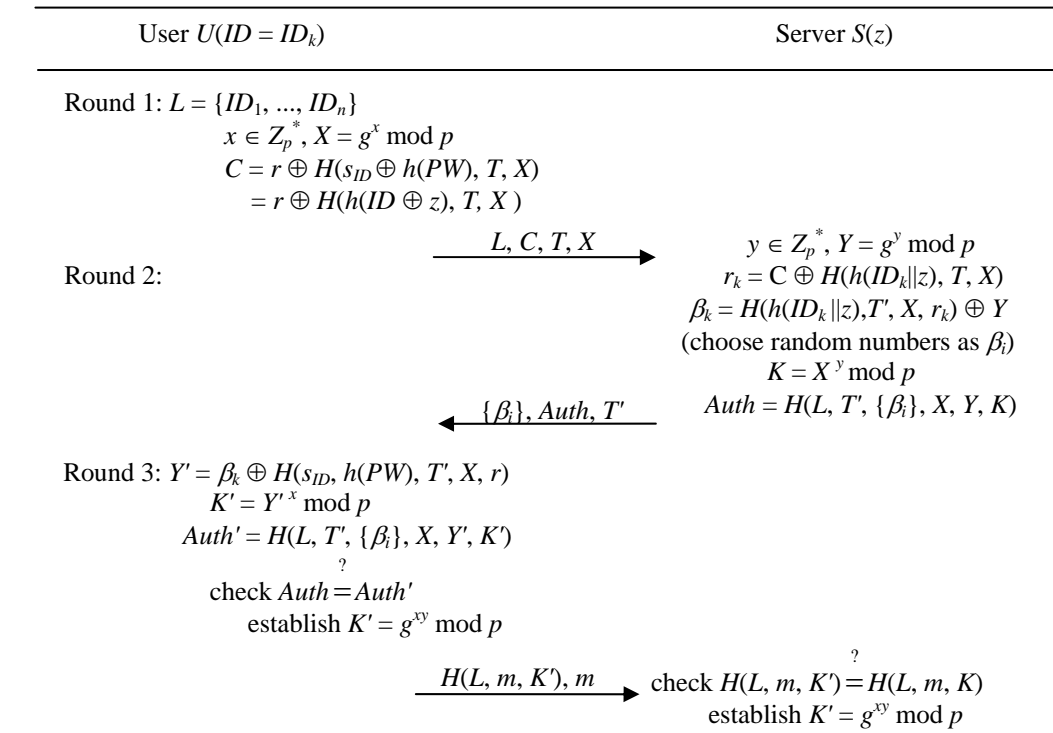 User U(ID = ID_k)
Server S(z)
Round 1: L = {ID_1, ..., ID_n}
x ∈ Z_p^*, X = g^x mod p
C = r ⊕ H(s_ID ⊕ h(PW), T, X)
= r ⊕ H(h(ID ⊕ z), T, X )
L, C, T, X
y ∈ Z_p^*, Y = g^y mod p
Round 2:
r_k = C ⊕ H(h(ID_k||z), T, X)
β_k = H(h(ID_k ||z),T', X, r_k) ⊕ Y
(choose random numbers as β_i)
K = X^y mod p
{β_i}, Auth, T'
Auth = H(L, T', {β_i}, X, Y, K)
Round 3: Y' = β_k ⊕ H(s_ID, h(PW), T', X, r)
K' = Y'^x mod p
Auth' = H(L, T', {β_i}, X, Y', K')
?
check Auth = Auth'
establish K' = g^xy mod p
H(L, m, K'), m
?
check H(L, m, K') = H(L, m, K)
establish K' = g^xy mod p